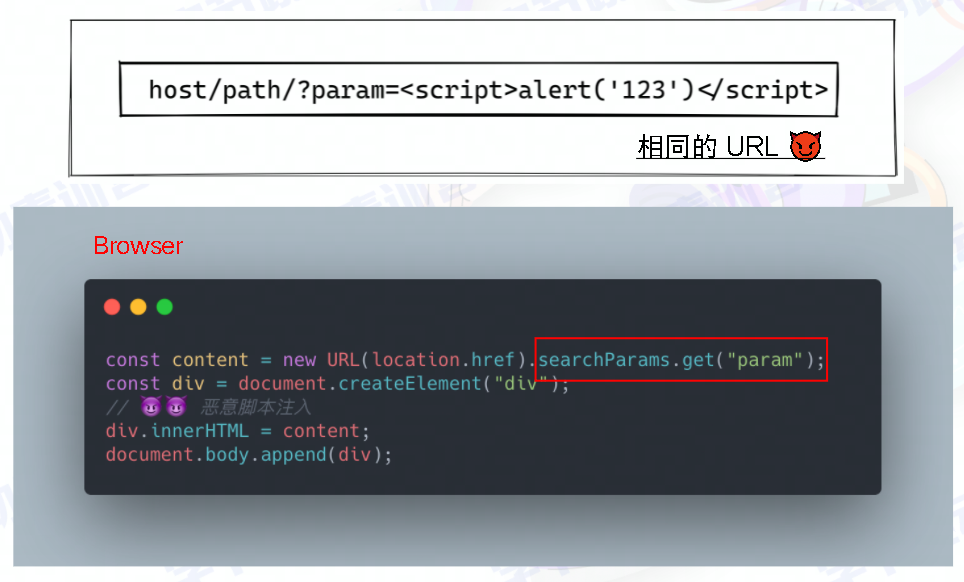 host/path/?param=<script>alert('123')</script>
相同的 URL 😈
Browser
const content = new URL(location.href).searchParams.get("param");
const div = document.createElement("div");
// 😈😈 恶意脚本注入
div.innerHTML = content;
document.body.append(div);